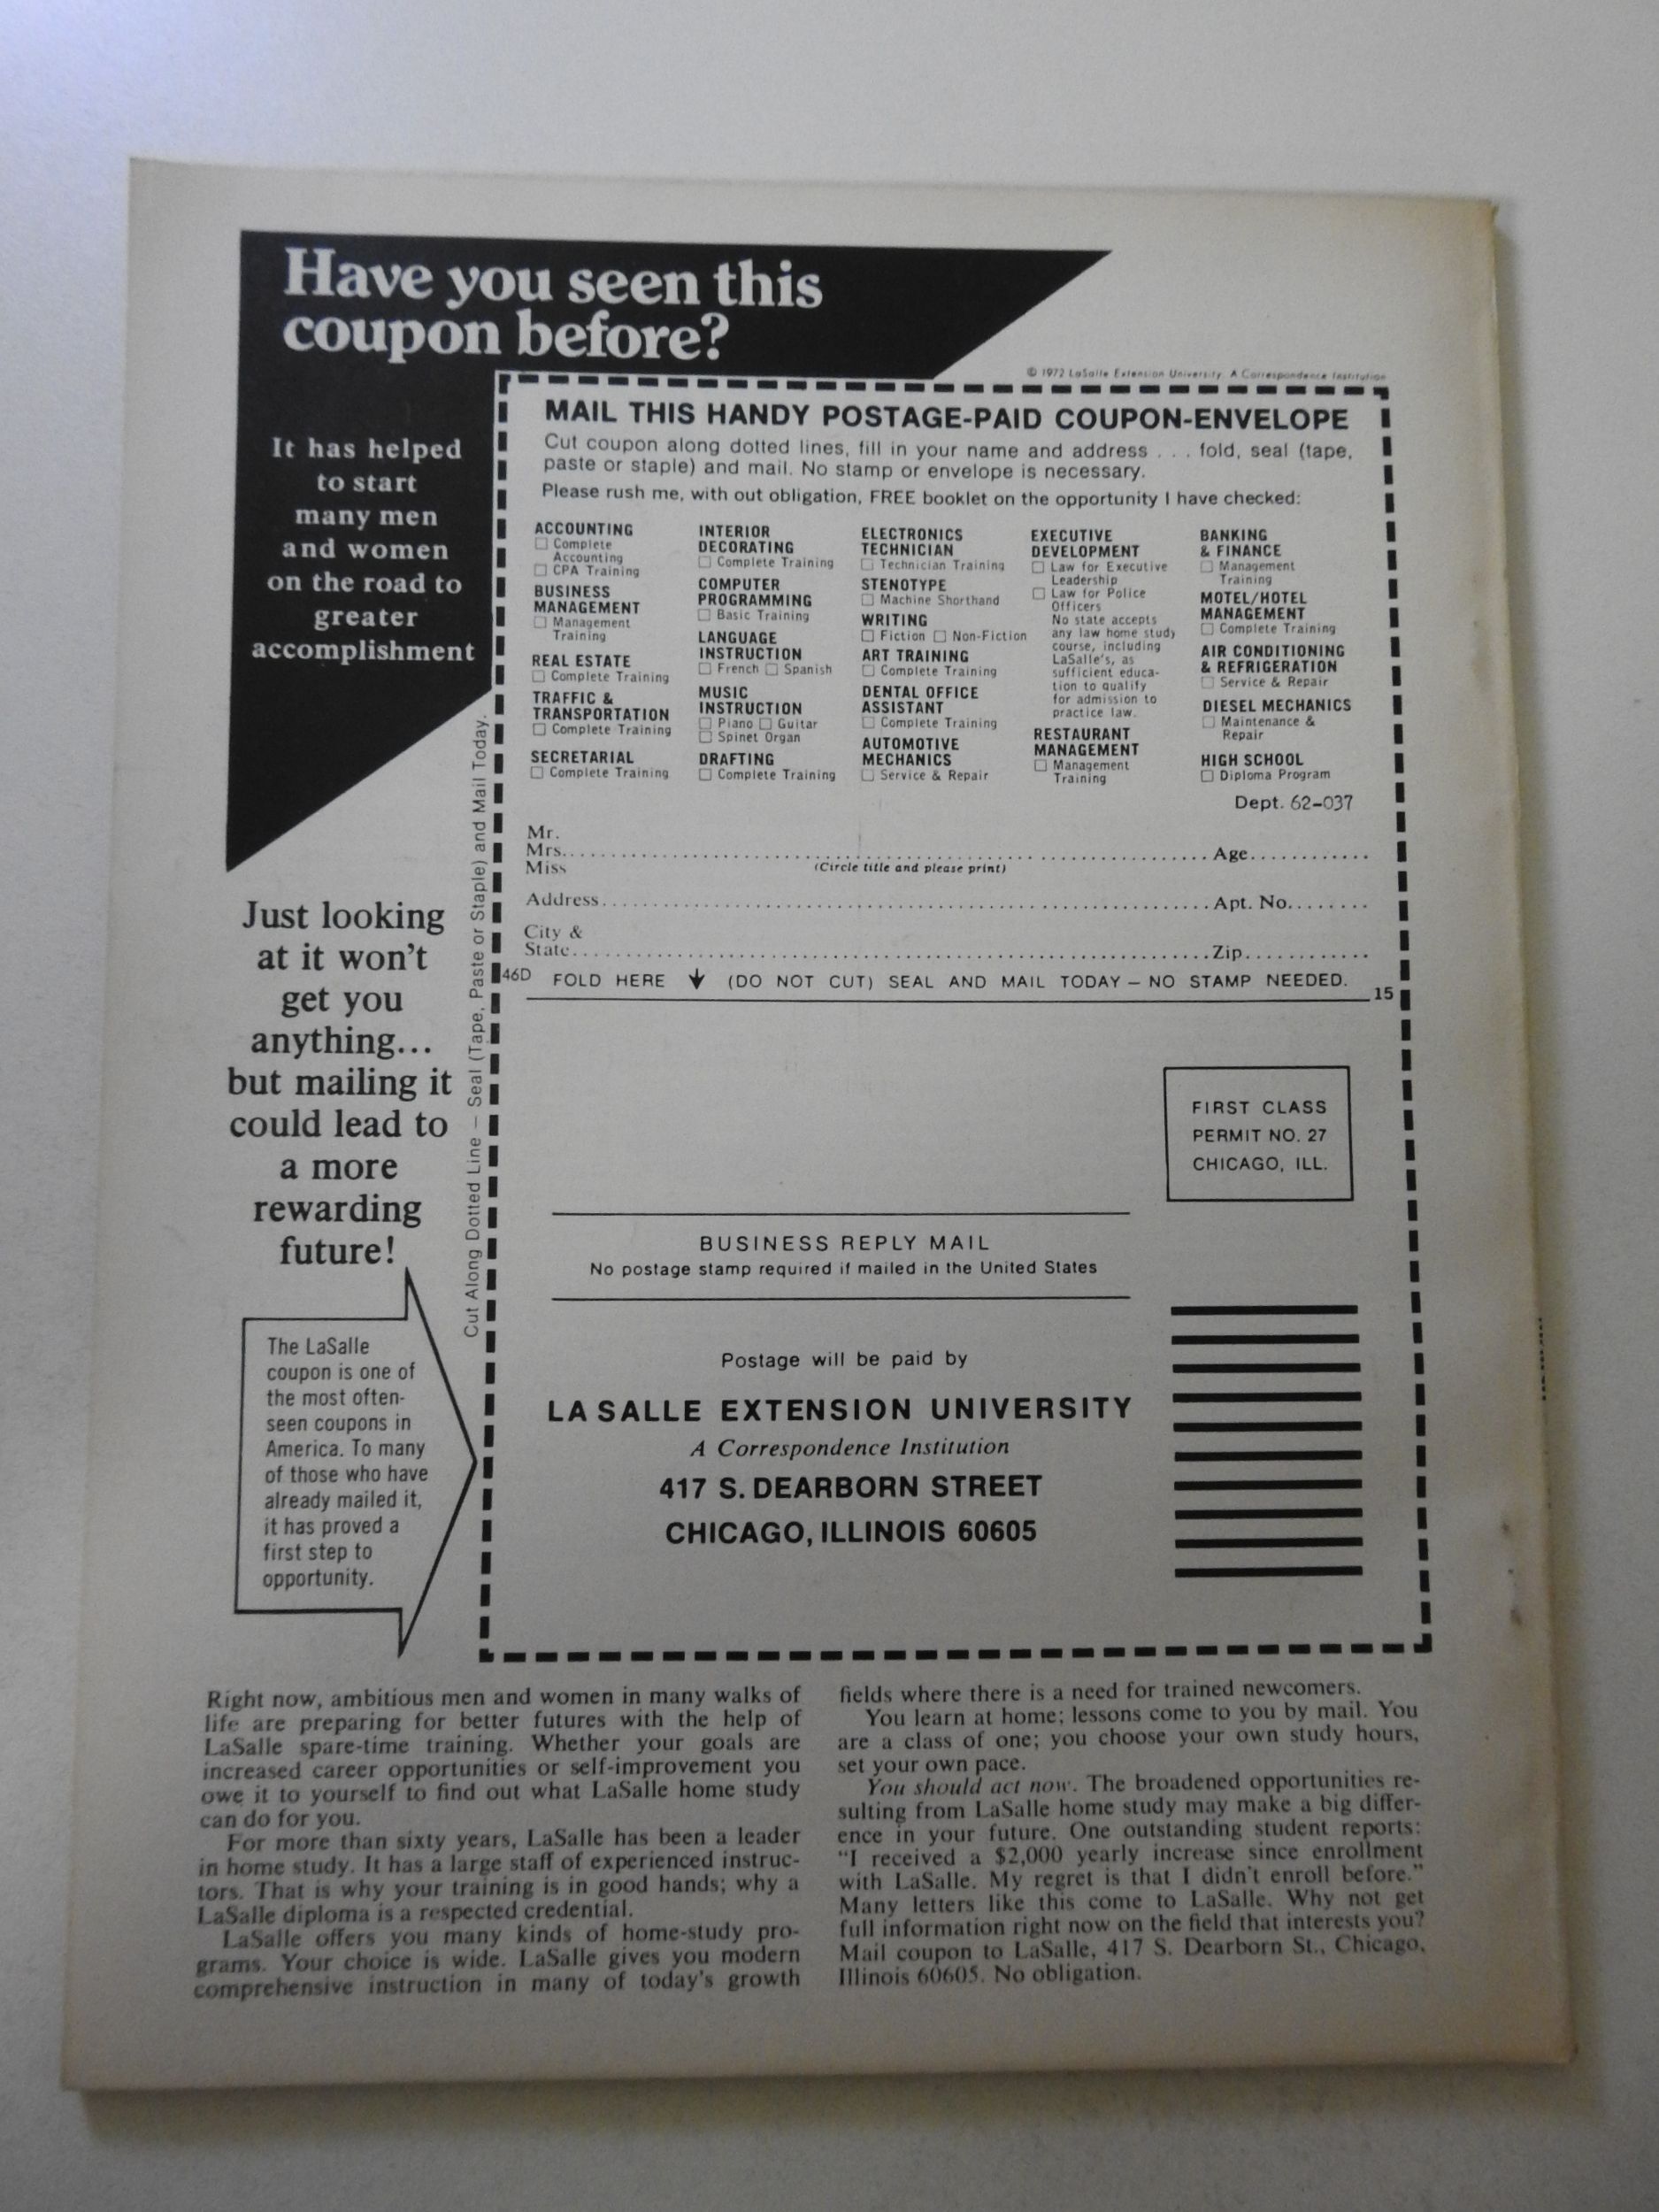 Have you seen this
coupon before?
It has helped
to start
many men
and women
on the road to
greater
accomplishment
Just looking
at it won't
get you
anything...
but mailing it
could lead to
a more
rewarding
future!
The LaSalle
coupon is one of
the most often-
seen coupons in
America. To many
of those who have
already mailed it,
it has proved a
first step to
opportunity.
Cut Along Dotted Line – Seal (Tape, Paste or Staple) and Mail Today.
© 1972 LaSalle Extension University. A Correspondence Institution
MAIL THIS HANDY POSTAGE-PAID COUPON-ENVELOPE
Cut coupon along dotted lines, fill in your name and address . . . fold, seal (tape,
paste or staple) and mail. No stamp or envelope is necessary.
Please rush me, with out obligation, FREE booklet on the opportunity I have checked:
ACCOUNTING
☐ Complete
Accounting
☐ CPA Training
BUSINESS
MANAGEMENT
☐ Management
Training
REAL ESTATE
☐ Complete Training
TRAFFIC &
TRANSPORTATION
☐ Complete Training
SECRETARIAL
☐ Complete Training
INTERIOR
DECORATING
☐ Complete Training
COMPUTER
PROGRAMMING
☐ Basic Training
LANGUAGE
INSTRUCTION
☐ French ☐ Spanish
MUSIC
INSTRUCTION
☐ Piano ☐ Guitar
☐ Spinet Organ
DRAFTING
☐ Complete Training
ELECTRONICS
TECHNICIAN
☐ Technician Training
STENOTYPE
☐ Machine Shorthand
WRITING
☐ Fiction ☐ Non-Fiction
ART TRAINING
☐ Complete Training
DENTAL OFFICE
ASSISTANT
☐ Complete Training
AUTOMOTIVE
MECHANICS
☐ Service & Repair
EXECUTIVE
DEVELOPMENT
☐ Law for Executive
Leadership
☐ Law for Police
Officers
No state accepts
any law home study
course, including
LaSalle's, as
sufficient educa-
tion to qualify
for admission to
practice law.
RESTAURANT
MANAGEMENT
☐ Management
Training
BANKING
& FINANCE
☐ Management
Training
MOTEL/HOTEL
MANAGEMENT
☐ Complete Training
AIR CONDITIONING
& REFRIGERATION
☐ Service & Repair
DIESEL MECHANICS
☐ Maintenance &
Repair
HIGH SCHOOL
☐ Diploma Program
Dept. 62-037
Mr.
Mrs. Age
Miss (Circle title and please print)
Address Apt. No.
City &
State Zip
46D FOLD HERE ↓ (DO NOT CUT) SEAL AND MAIL TODAY – NO STAMP NEEDED.
15
FIRST CLASS
PERMIT NO. 27
CHICAGO, ILL.
BUSINESS REPLY MAIL
No postage stamp required if mailed in the United States
Postage will be paid by
LA SALLE EXTENSION UNIVERSITY
A Correspondence Institution
417 S. DEARBORN STREET
CHICAGO, ILLINOIS 60605
Right now, ambitious men and women in many walks of
life are preparing for better futures with the help of
LaSalle spare-time training. Whether your goals are
increased career opportunities or self-improvement you
owe it to yourself to find out what LaSalle home study
can do for you.
For more than sixty years, LaSalle has been a leader
in home study. It has a large staff of experienced instruc-
tors. That is why your training is in good hands; why a
LaSalle diploma is a respected credential.
LaSalle offers you many kinds of home-study pro-
grams. Your choice is wide. LaSalle gives you modern
comprehensive instruction in many of today's growth
fields where there is a need for trained newcomers.
You learn at home; lessons come to you by mail. You
are a class of one; you choose your own study hours,
set your own pace.
You should act now. The broadened opportunities re-
sulting from LaSalle home study may make a big differ-
ence in your future. One outstanding student reports:
"I received a $2,000 yearly increase since enrollment
with LaSalle. My regret is that I didn't enroll before."
Many letters like this come to LaSalle. Why not get
full information right now on the field that interests you?
Mail coupon to LaSalle, 417 S. Dearborn St., Chicago,
Illinois 60605. No obligation.